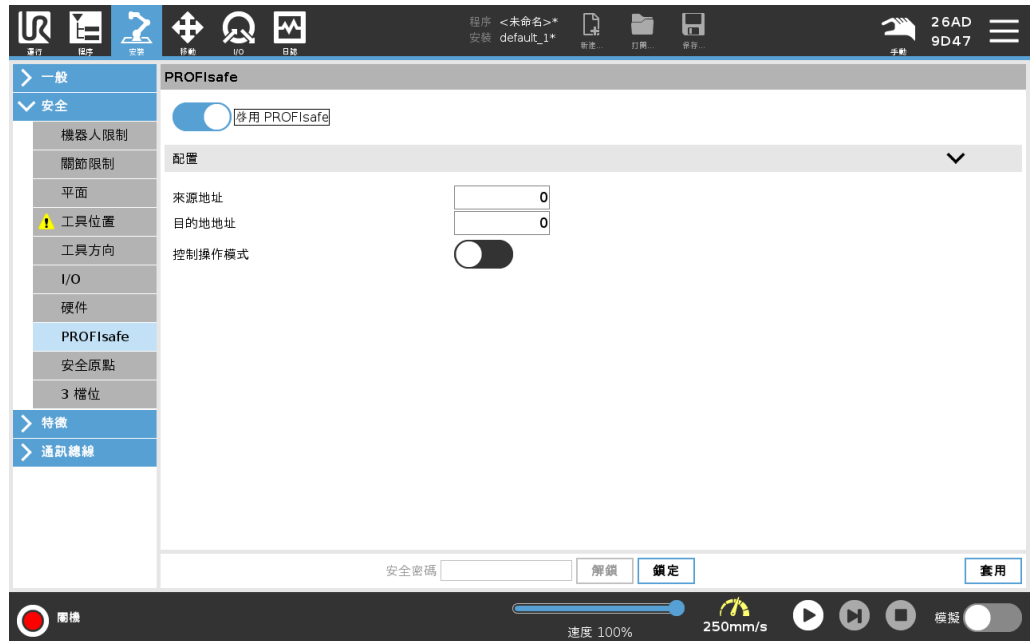 程序 <未命名>*
安裝 default_1*
26AD
9D47
運行
程序
安裝
移動
I/O
日誌
新建...
打開...
保存...
手動
一般
安全
機器人限制
關節限制
平面
工具位置
工具方向
I/O
硬件
PROFIsafe
安全原點
3 檔位
特徵
通訊總線
PROFIsafe
啓用 PROFIsafe
配置
來源地址 0
目的地地址 0
控制操作模式
安全密碼 解鎖 鎖定 套用
關機
速度 100%
250mm/s
模擬